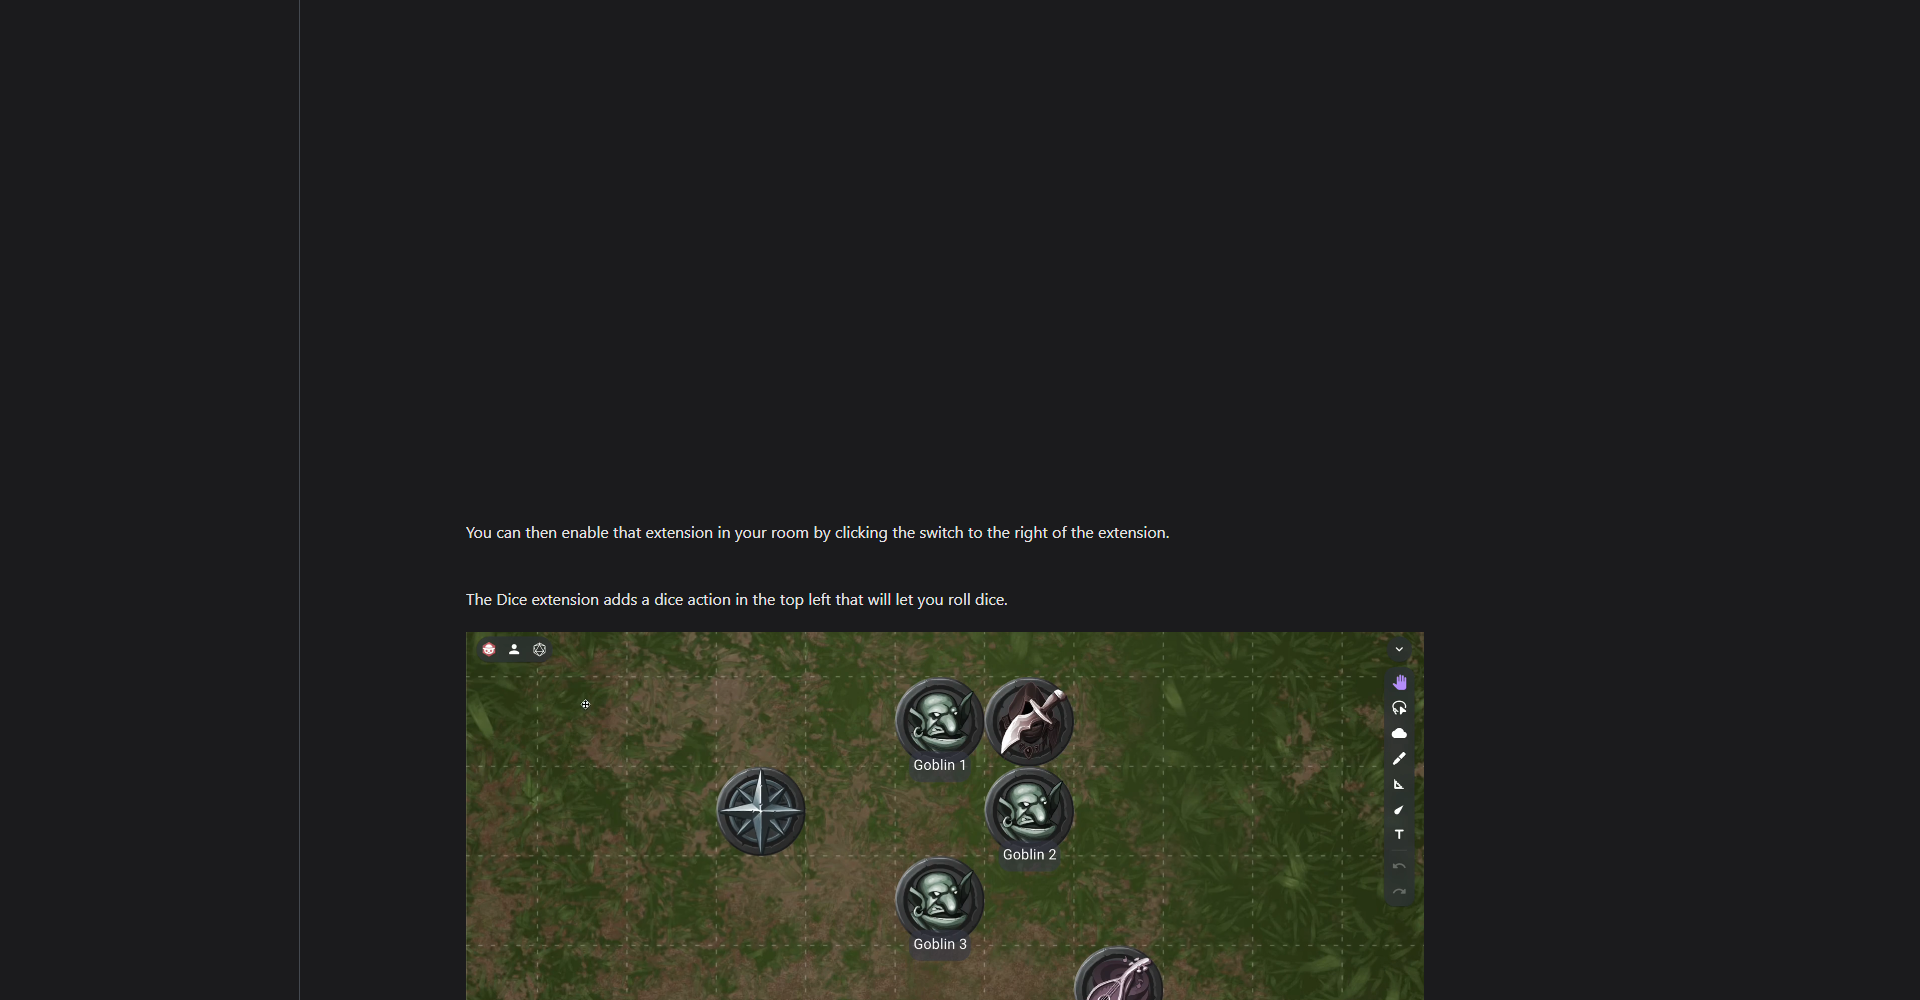 You can then enable that extension in your room by clicking the switch to the right of the extension.
The Dice extension adds a dice action in the top left that will let you roll dice.
Goblin 1
Goblin 2
Goblin 3